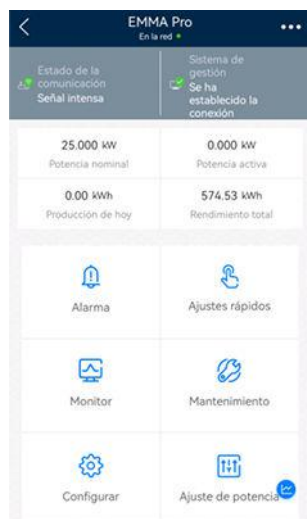 EMMA Pro
En la red
Estado de la
comunicación
Señal intensa
Sistema de
gestión
Se ha
establecido la
conexión
25.000 kW
Potencia nominal
0.000 kW
Potencia activa
0.00 kWh
Producción de hoy
574.53 kWh
Rendimiento total
Alarma
Ajustes rápidos
Monitor
Mantenimiento
Configurar
Ajuste de potencia